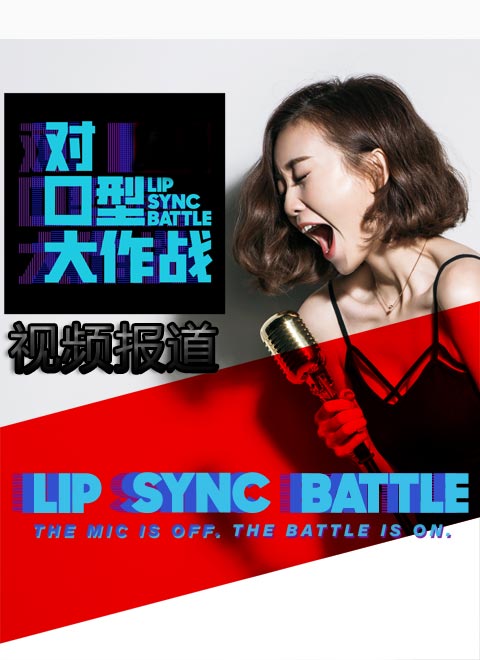 对
口型 LIP
SYNC
BATTLE
大作战
视频报道
LIP SYNC BATTLE
THE MIC IS OFF. THE BATTLE IS ON.